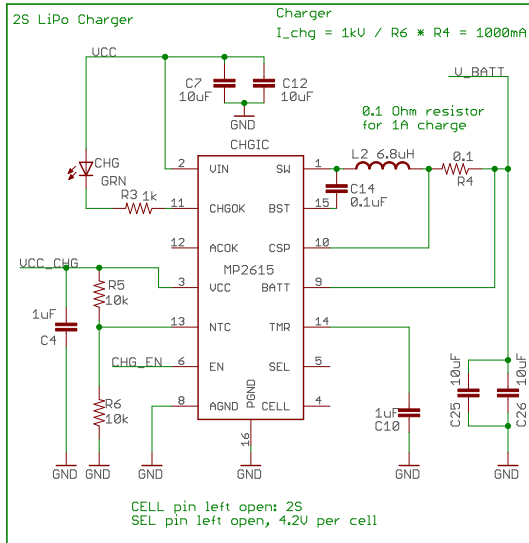 2S LiPo Charger
Charger
I_chg = 1kV / R6 * R4 = 1000mA
VCC
V_BATT
C7
10uF
C12
10uF
GND
0.1 Ohm resistor
for 1A charge
CHGIC
CHG
GRN
R3 1k
L2 6.8uH
0.1
R4
C14
0.1uF
2 VIN SW 1
11 CHGOK BST 15
12 ACOK CSP 10
MP2615
VCC_CHG
3 VCC BATT 9
R5
10k
1uF
C4
13 NTC TMR 14
CHG_EN
6 EN SEL 5
8 AGND CELL 4
PGND
16
R6
10k
1uF
C10
10uF
C25
10uF
C26
GND GND GND GND GND GND
CELL pin left open: 2S
SEL pin left open, 4.2V per cell